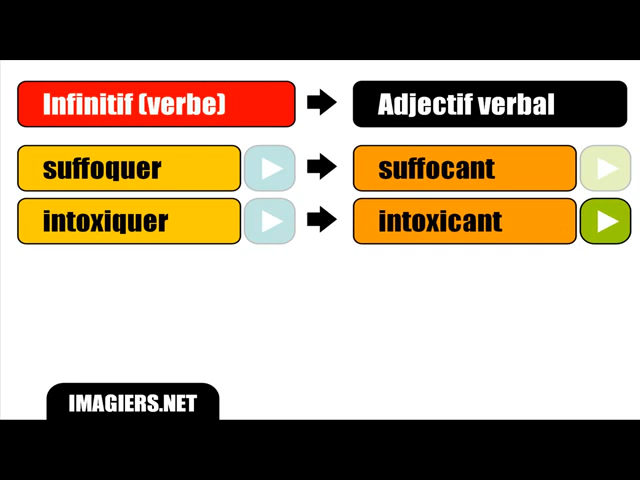 Infinitif (verbe) Adjectif verbal
suffoquer suffocant
intoxiquer intoxicant
IMAGIERS.NET